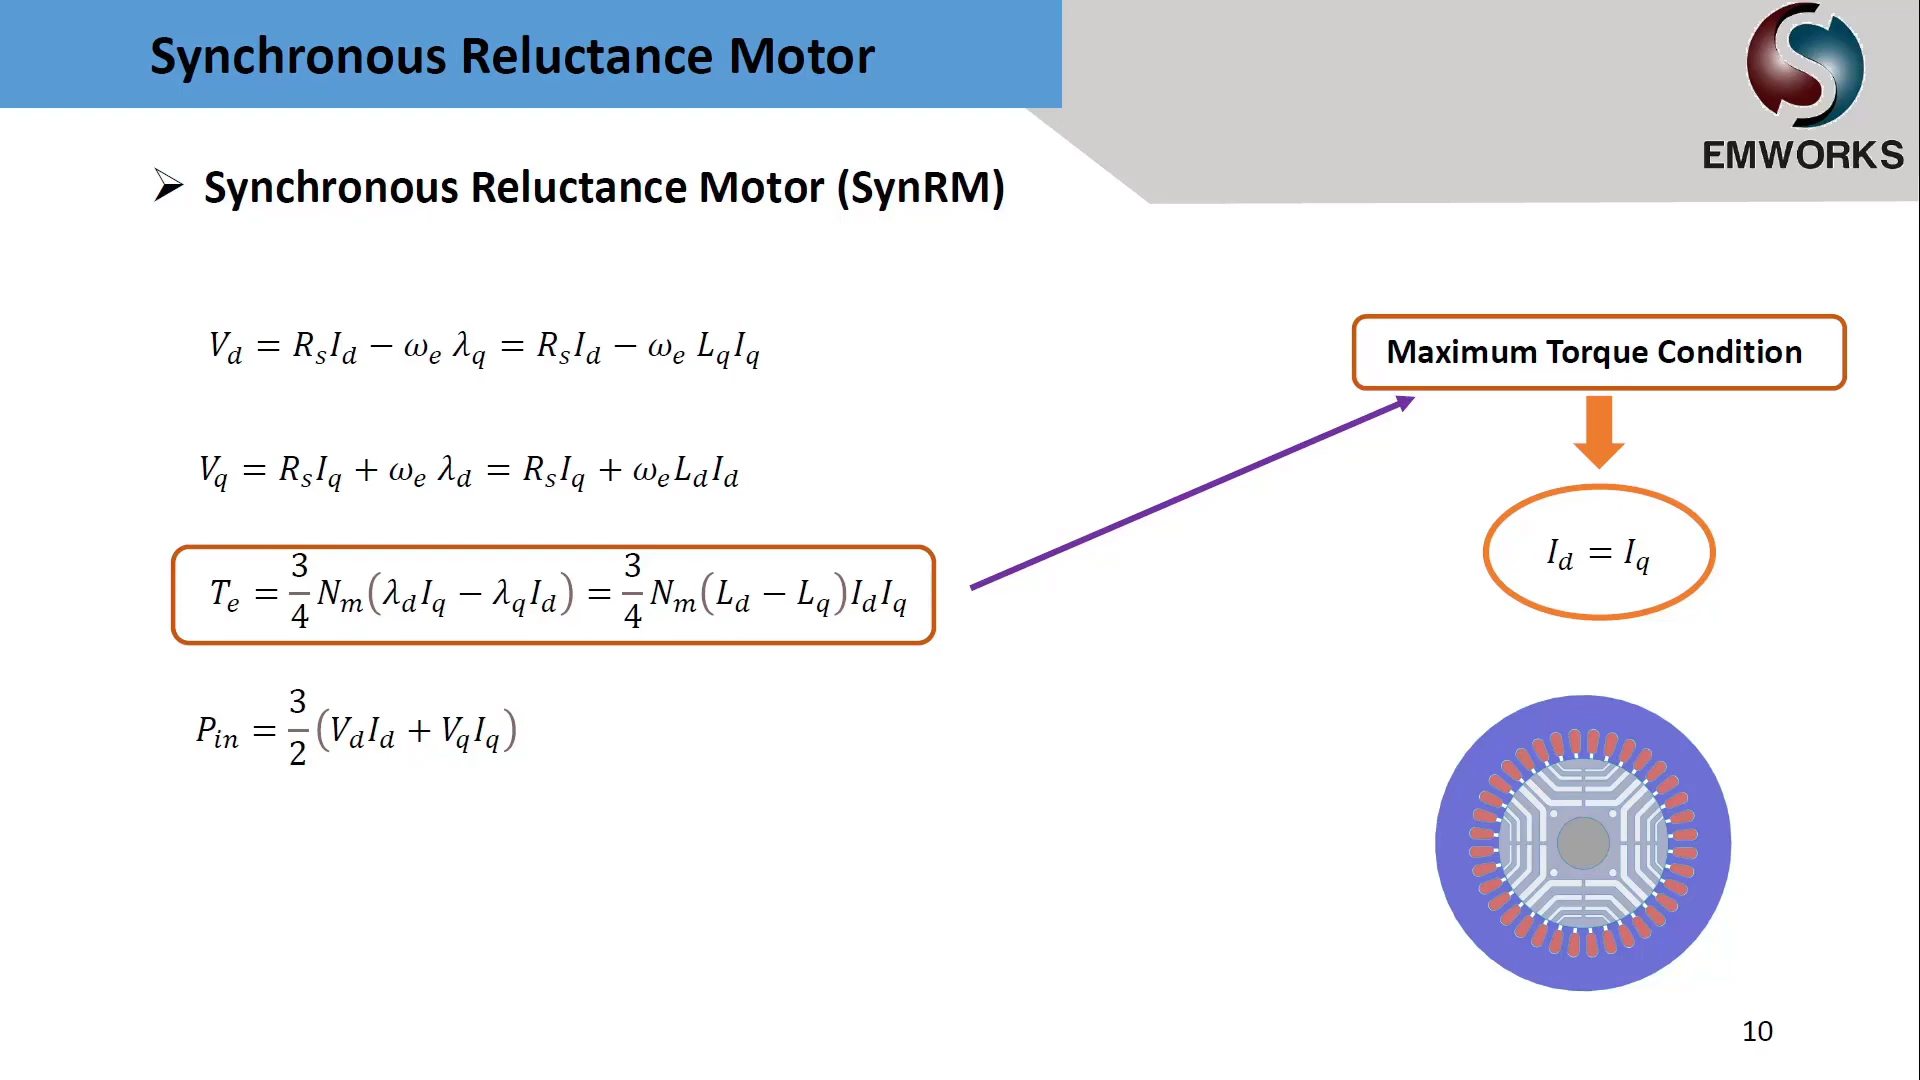 Synchronous Reluctance Motor
EMWORKS
➢ Synchronous Reluctance Motor (SynRM)
V_d = R_s I_d − ω_e λ_q = R_s I_d − ω_e L_q I_q
Maximum Torque Condition
V_q = R_s I_q + ω_e λ_d = R_s I_q + ω_e L_d I_d
I_d = I_q
T_e = 3/4 N_m (λ_d I_q − λ_q I_d) = 3/4 N_m (L_d − L_q) I_d I_q
P_in = 3/2 (V_d I_d + V_q I_q)
10